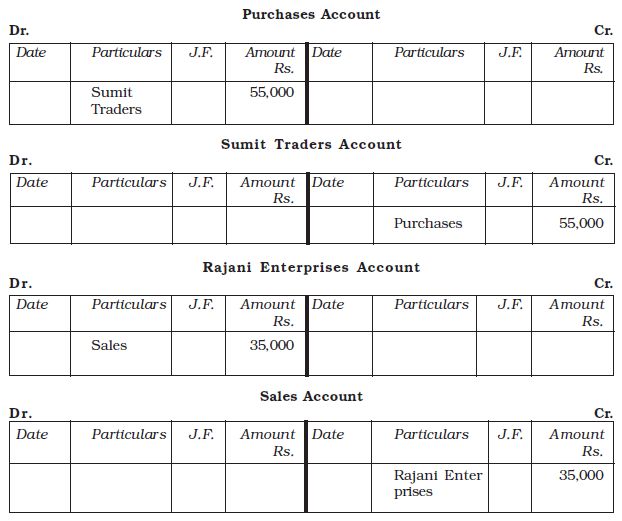 Purchases Account
Dr. Cr.
Date Particulars J.F. Amount Date Particulars J.F. Amount
Rs. Rs.
Sumit 55,000
Traders
Sumit Traders Account
Dr. Cr.
Date Particulars J.F. Amount Date Particulars J.F. Amount
Rs. Rs.
Purchases 55,000
Rajani Enterprises Account
Dr. Cr.
Date Particulars J.F. Amount Date Particulars J.F. Amount
Rs. Rs.
Sales 35,000
Sales Account
Dr. Cr.
Date Particulars J.F. Amount Date Particulars J.F. Amount
Rs. Rs.
Rajani Enter 35,000
prises